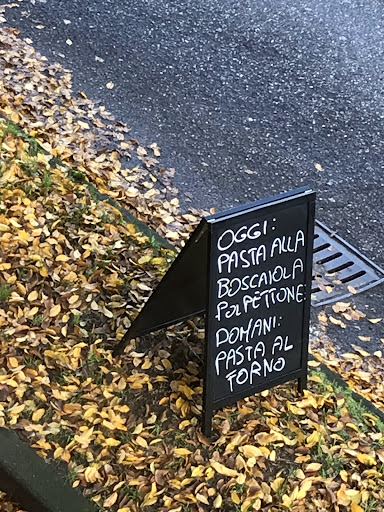 OGGI:
PASTA ALLA
BOSCAIOLA
POLPETTONE
DOMANI:
PASTA AL
FORNO